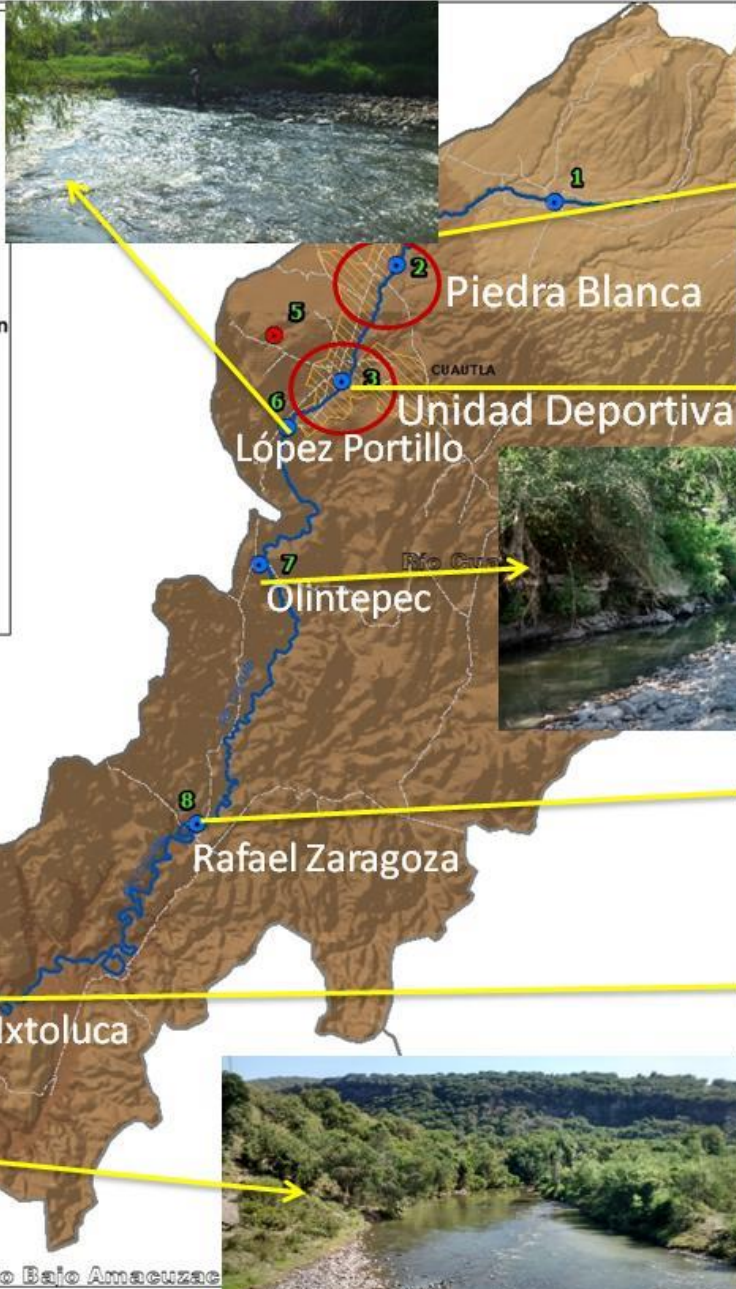 1
2
Piedra Blanca
5
CUAUTLA
3
Unidad Deportiva
6
López Portillo
7
Río
Olintepec
8
Rafael Zaragoza
Ixtoluca
Bajo Amacuzac